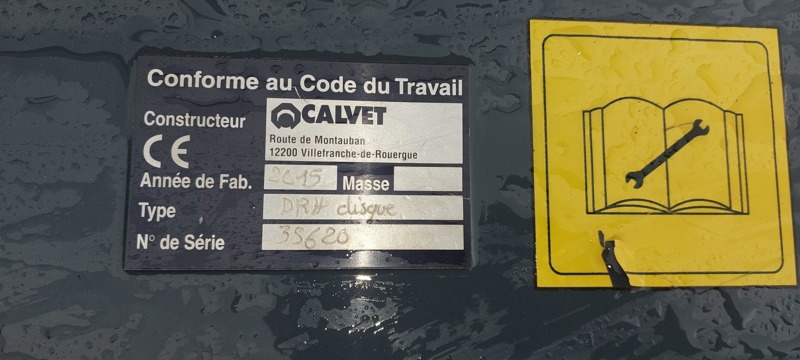 Conforme au Code du Travail
Constructeur CALVET
Route de Montauban
12200 Villefranche-de-Rouergue
CE
Année de Fab. 2015 Masse
Type DRH disque
N° de Série 39620